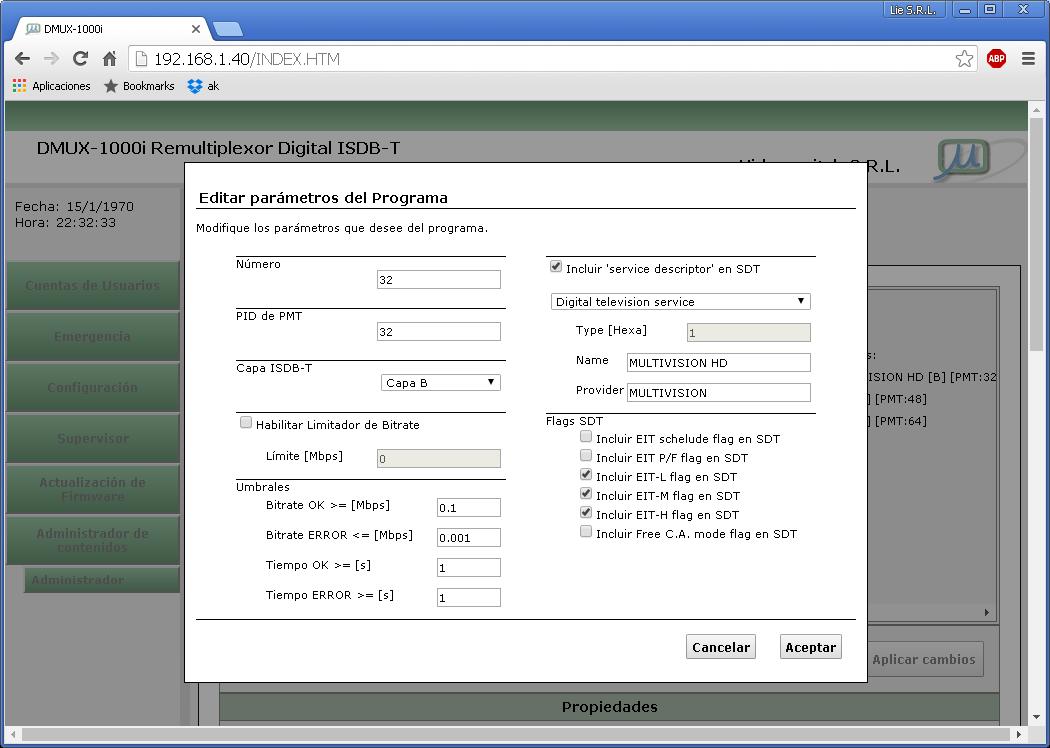 Lie S.R.L.
DMUX-1000i
192.168.1.40/INDEX.HTM
ABP
Aplicaciones
Bookmarks
ak
DMUX-1000i Remultiplexor Digital ISDB-T
S.R.L.
Fecha: 15/1/1970
Hora: 22:32:33
Cuentas de Usuarios
Emergencia
Configuración
Supervisor
Actualización de
Firmware
Administrador de
contenidos
Administrador
Editar parámetros del Programa
Modifique los parámetros que desee del programa.
Número
32
PID de PMT
32
Capa ISDB-T
Capa B
Habilitar Limitador de Bitrate
Límite [Mbps]
0
Umbrales
Bitrate OK >= [Mbps]
0.1
Bitrate ERROR <= [Mbps]
0.001
Tiempo OK >= [s]
1
Tiempo ERROR >= [s]
1
Incluir 'service descriptor' en SDT
Digital television service
Type [Hexa]
1
Name
MULTIVISION HD
Provider
MULTIVISION
Flags SDT
Incluir EIT schelude flag en SDT
Incluir EIT P/F flag en SDT
Incluir EIT-L flag en SDT
Incluir EIT-M flag en SDT
Incluir EIT-H flag en SDT
Incluir Free C.A. mode flag en SDT
Cancelar
Aceptar
s:
ISION HD [B] [PMT:32
] [PMT:48]
] [PMT:64]
Aplicar cambios
Propiedades